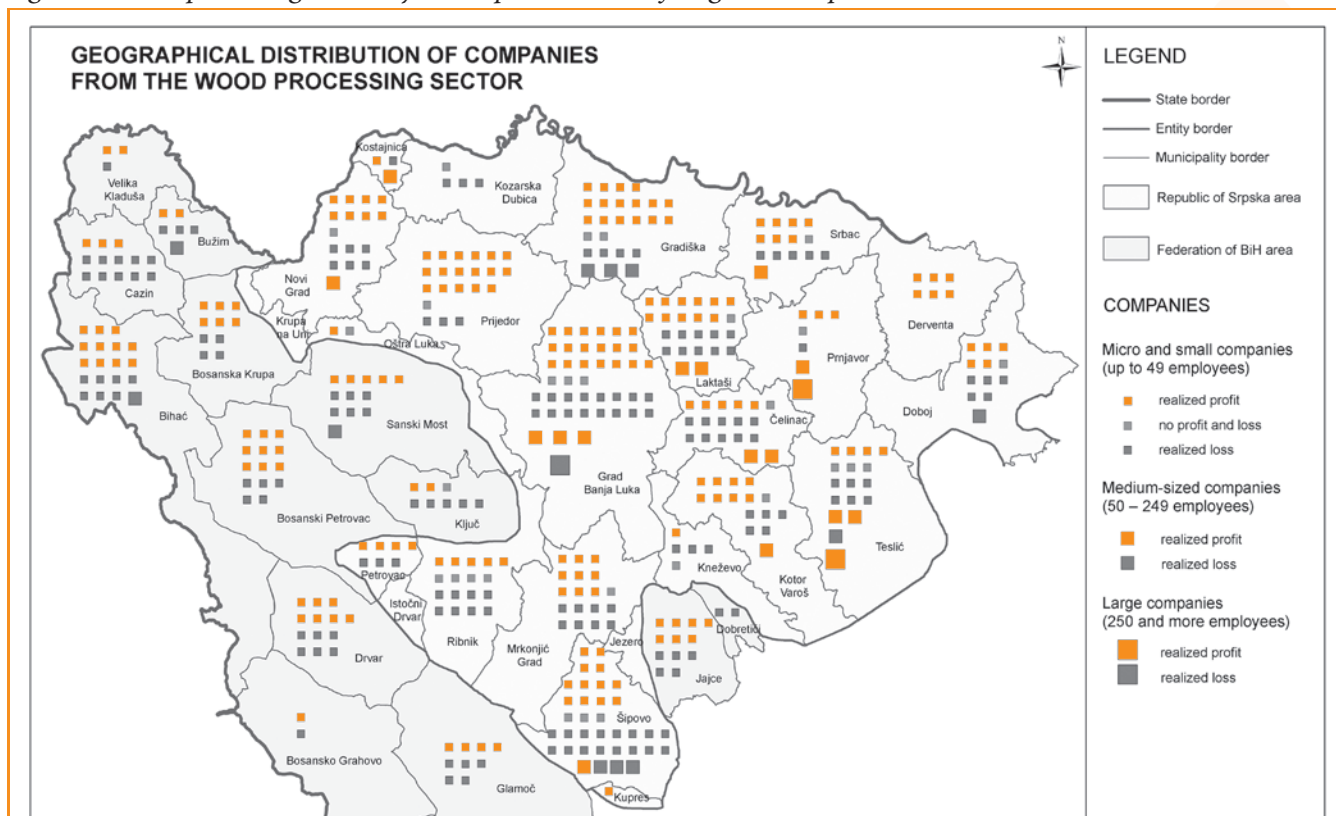 GEOGRAPHICAL DISTRIBUTION OF COMPANIES
FROM THE WOOD PROCESSING SECTOR
N
LEGEND
State border
Entity border
Municipality border
Republic of Srpska area
Federation of BiH area
COMPANIES
Micro and small companies
(up to 49 employees)
realized profit
no profit and loss
realized loss
Medium-sized companies
(50 – 249 employees)
realized profit
realized loss
Large companies
(250 and more employees)
realized profit
realized loss
Kostajnica
Velika
Kladuša
Kozarska
Dubica
Bužim
Gradiška
Srbac
Cazin
Novi
Grad
Prijedor
Derventa
Krupa
na Uni
Oštra Luka
Prnjavor
Bosanska Krupa
Laktaši
Bihać
Sanski Most
Čelinac
Doboj
Grad
Banja Luka
Bosanski Petrovac
Ključ
Teslić
Petrovac
Kneževo
Kotor
Varoš
Istočni
Drvar
Ribnik
Mrkonjić
Grad
Jezero
Dobretići
Drvar
Jajce
Šipovo
Bosansko Grahovo
Glamoč
Kupres